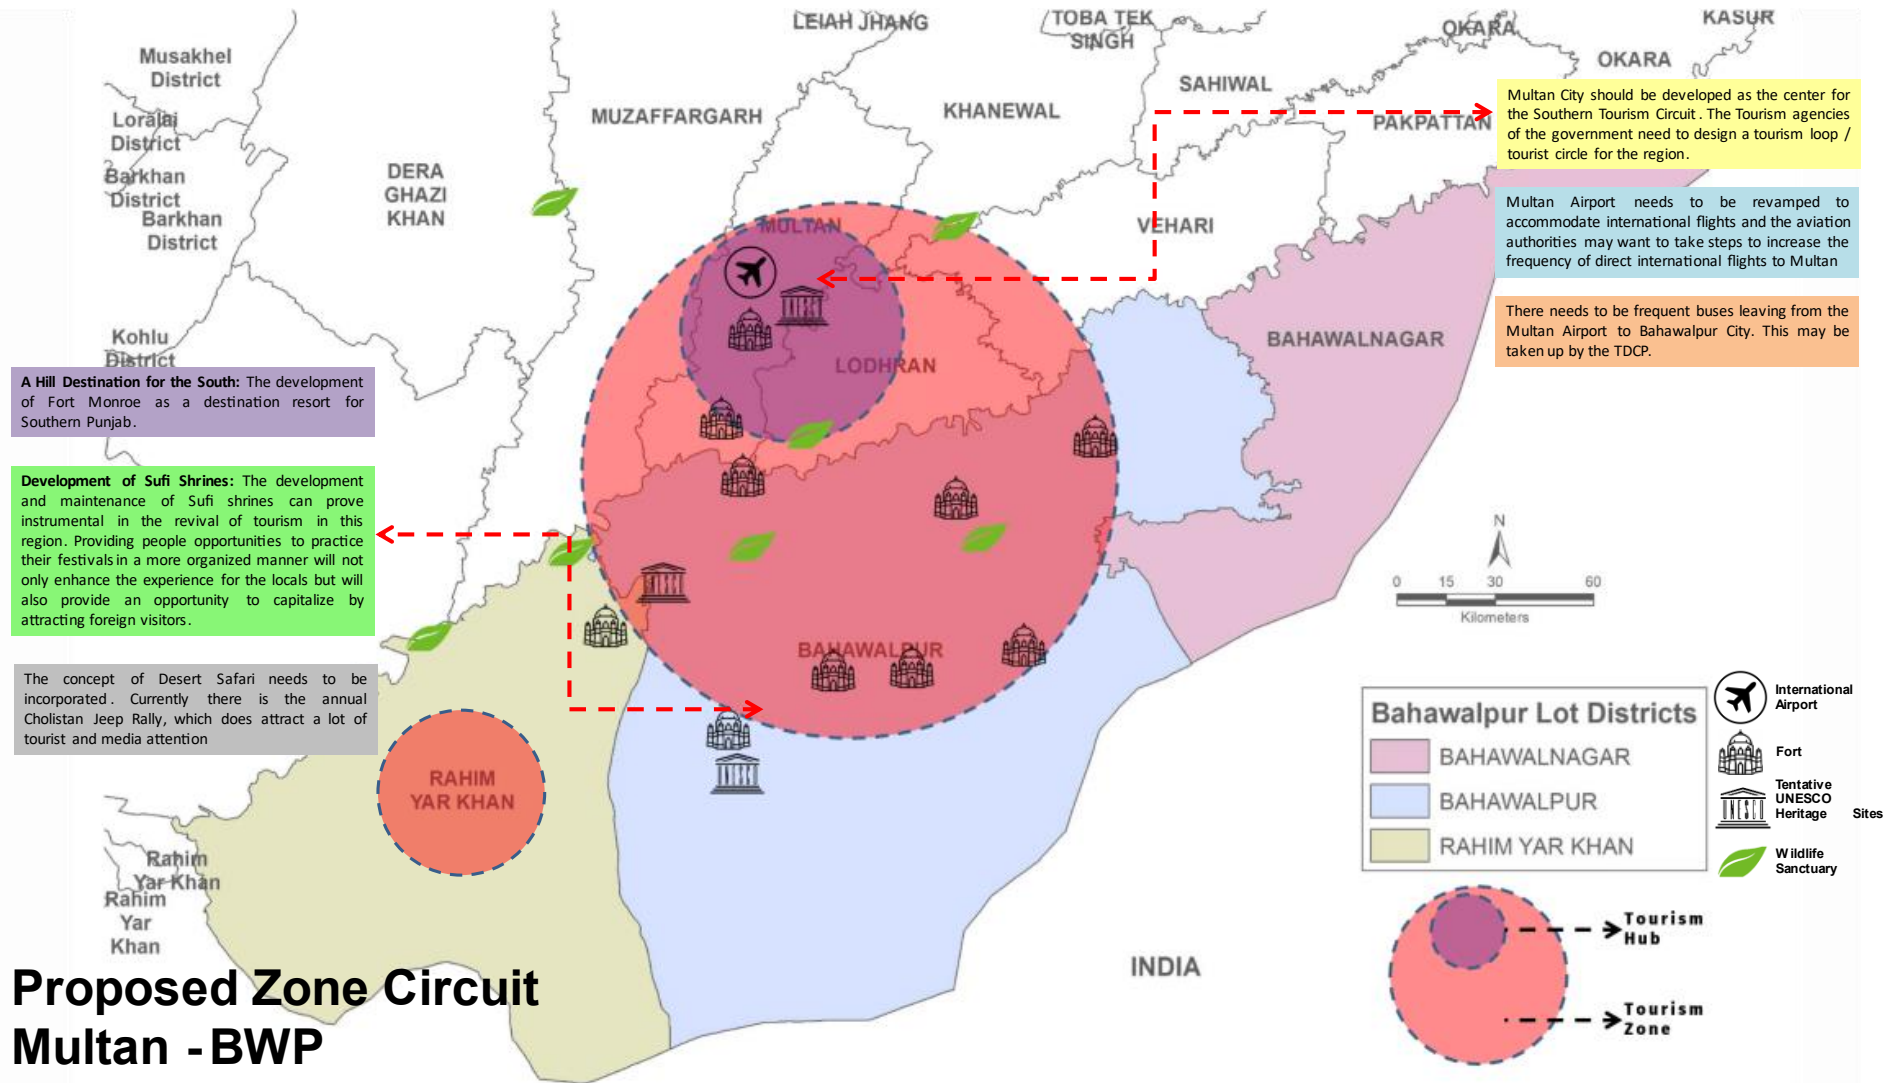 LEIAH JHANG
TOBA TEK
SINGH
OKARA
KASUR
OKARA
Musakhel
District
SAHIWAL
MUZAFFARGARH
KHANEWAL
Loralai
District
PAKPATTAN
Barkhan
District
Barkhan
District
DERA
GHAZI
KHAN
MULTAN
VEHARI
Kohlu
District
LODHRAN
BAHAWALNAGAR
Multan City should be developed as the center for
the Southern Tourism Circuit. The Tourism agencies
of the government need to design a tourism loop /
tourist circle for the region.
Multan Airport needs to be revamped to
accommodate international flights and the aviation
authorities may want to take steps to increase the
frequency of direct international flights to Multan
There needs to be frequent buses leaving from the
Multan Airport to Bahawalpur City. This may be
taken up by the TDCP.
A Hill Destination for the South: The development
of Fort Monroe as a destination resort for
Southern Punjab.
Development of Sufi Shrines: The development
and maintenance of Sufi shrines can prove
instrumental in the revival of tourism in this
region. Providing people opportunities to practice
their festivals in a more organized manner will not
only enhance the experience for the locals but will
also provide an opportunity to capitalize by
attracting foreign visitors.
The concept of Desert Safari needs to be
incorporated. Currently there is the annual
Cholistan Jeep Rally, which does attract a lot of
tourist and media attention
UNESCO
UNESCO
UNESCO
BAHAWALPUR
RAHIM
YAR KHAN
Rahim
Yar Khan
Rahim
Yar
Khan
INDIA
N
0 15 30 60
Kilometers
Bahawalpur Lot Districts
BAHAWALNAGAR
BAHAWALPUR
RAHIM YAR KHAN
International
Airport
Fort
UNESCO
Tentative
UNESCO
Heritage Sites
Wildlife
Sanctuary
Tourism
Hub
Tourism
Zone
Proposed Zone Circuit
Multan - BWP